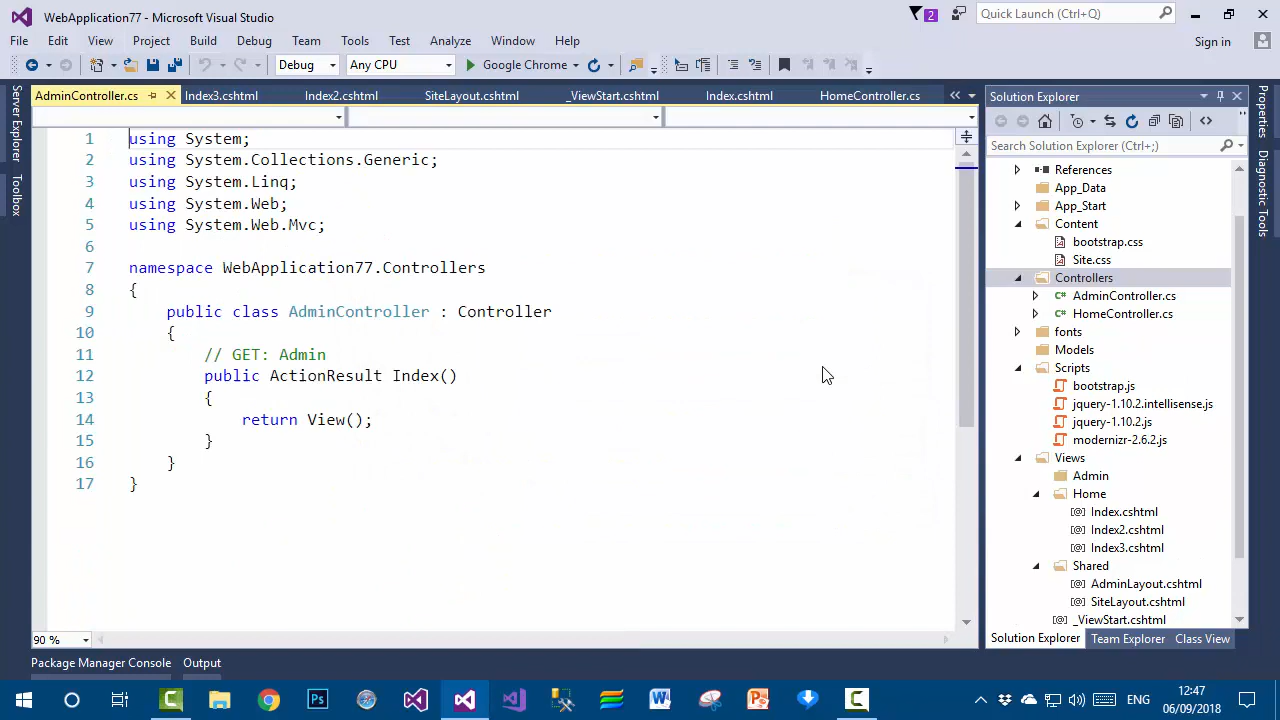 WebApplication77 - Microsoft Visual Studio
2
Quick Launch (Ctrl+Q)
File Edit View Project Build Debug Team Tools Test Analyze Window Help
Sign in
Debug Any CPU Google Chrome
Server Explorer
Toolbox
AdminController.cs Index3.cshtml Index2.cshtml SiteLayout.cshtml _ViewStart.cshtml Index.cshtml HomeController.cs
1 using System;
2 using System.Collections.Generic;
3 using System.Linq;
4 using System.Web;
5 using System.Web.Mvc;
6
7 namespace WebApplication77.Controllers
8 {
9 public class AdminController : Controller
10 {
11 // GET: Admin
12 public ActionResult Index()
13 {
14 return View();
15 }
16 }
17 }
90 %
Package Manager Console Output
Solution Explorer
Search Solution Explorer (Ctrl+;)
References
App_Data
App_Start
Content
bootstrap.css
Site.css
Controllers
C# AdminController.cs
C# HomeController.cs
fonts
Models
Scripts
bootstrap.js
jquery-1.10.2.intellisense.js
jquery-1.10.2.js
modernizr-2.6.2.js
Views
Admin
Home
[@] Index.cshtml
[@] Index2.cshtml
[@] Index3.cshtml
Shared
[@] AdminLayout.cshtml
[@] SiteLayout.cshtml
[@] _ViewStart.cshtml
Solution Explorer Team Explorer Class View
Properties
Diagnostic Tools
Ps
ENG
12:47
06/09/2018